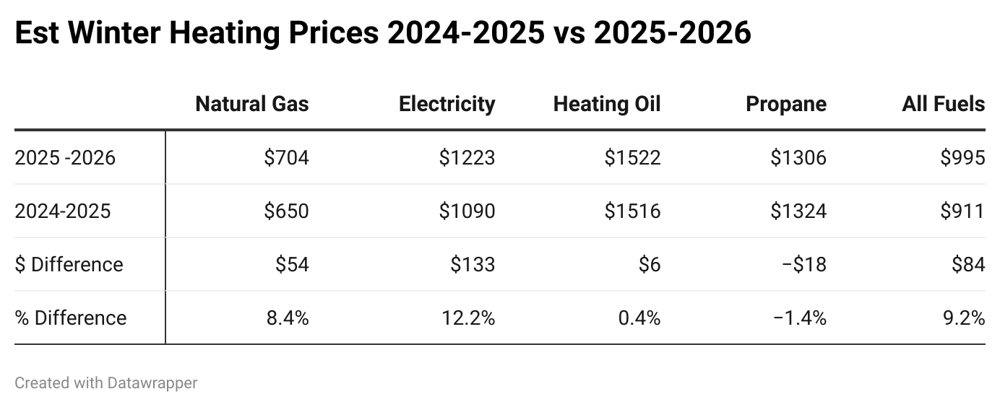 Est Winter Heating Prices 2024-2025 vs 2025-2026
Natural Gas Electricity Heating Oil Propane All Fuels
2025 -2026 $704 $1223 $1522 $1306 $995
2024-2025 $650 $1090 $1516 $1324 $911
$ Difference $54 $133 $6 −$18 $84
% Difference 8.4% 12.2% 0.4% −1.4% 9.2%
Created with Datawrapper